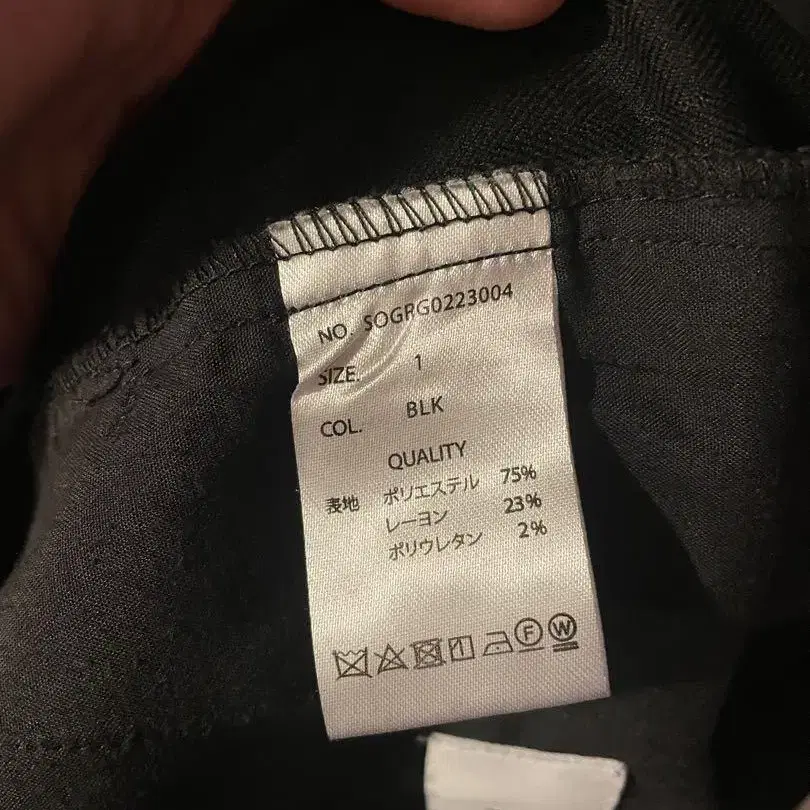 NO. SOGRG0223004
SIZE. 1
COL. BLK
QUALITY
表地 ポリエステル 75%
レーヨン 23%
ポリウレタン 2%
F W